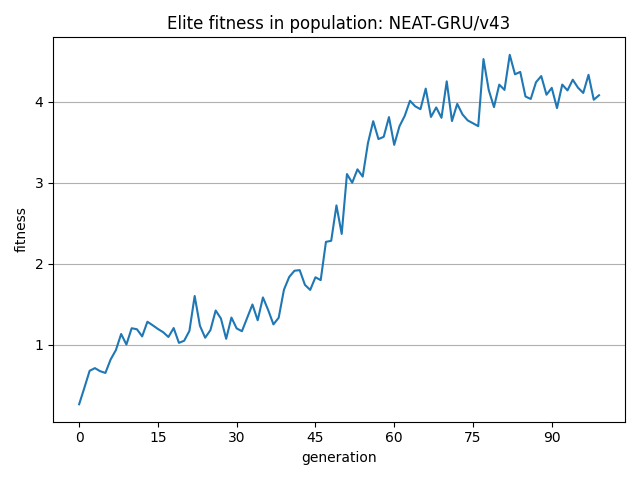 Elite fitness in population: NEAT-GRU/v43
fitness
4
3
2
1
0 15 30 45 60 75 90
generation